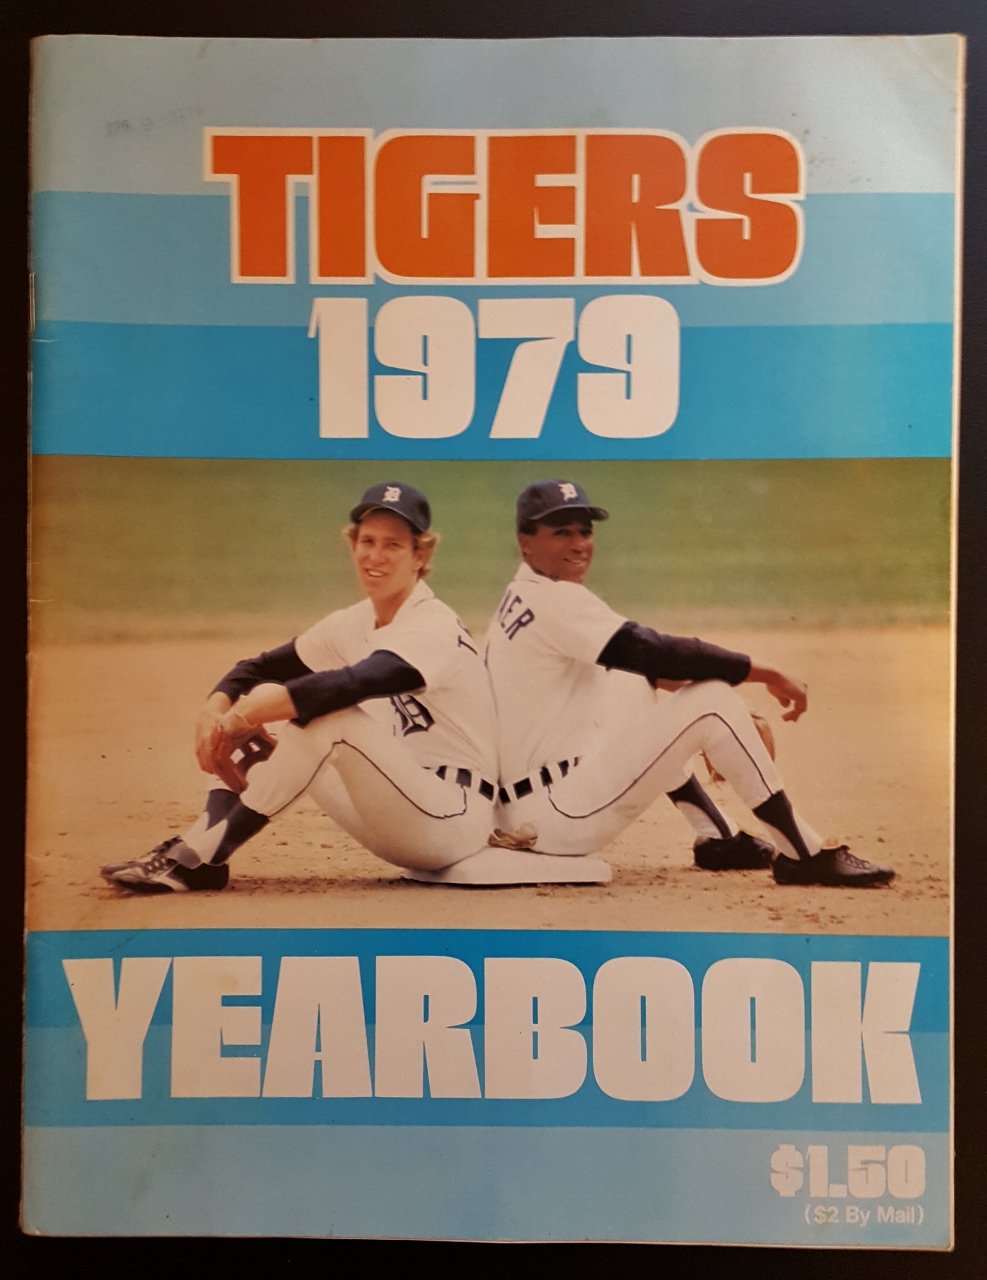 TIGERS
1979
YEARBOOK
$1.50
($2 By Mail)